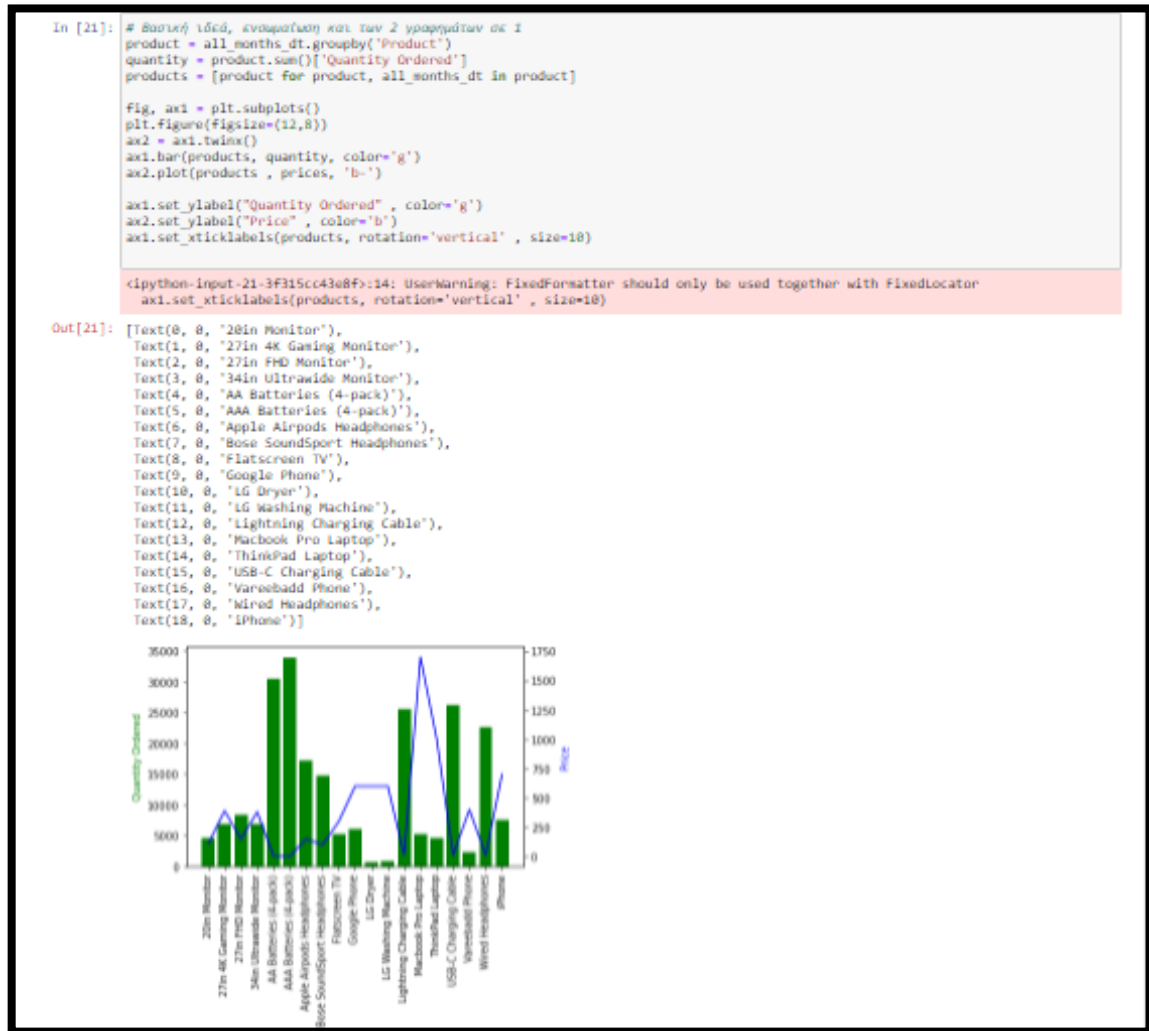 In [21]: # Βασική ιδεά, ενσωμαίωση και των 2 γραφημάτων σε 1
product = all_months_dt.groupby('Product')
quantity = product.sum()['Quantity Ordered']
products = [product for product, all_months_dt in product]
fig, ax1 = plt.subplots()
plt.figure(figsize=(12,8))
ax2 = ax1.twinx()
ax1.bar(products, quantity, color='g')
ax2.plot(products , prices, 'b-')
ax1.set_ylabel("Quantity Ordered" , color='g')
ax2.set_ylabel("Price" , color='b')
ax1.set_xticklabels(products, rotation='vertical' , size=10)
<ipython-input-21-3f315cc43e8f>:14: UserWarning: FixedFormatter should only be used together with FixedLocator
ax1.set_xticklabels(products, rotation='vertical' , size=10)
Out[21]: [Text(0, 0, '20in Monitor'),
Text(1, 0, '27in 4K Gaming Monitor'),
Text(2, 0, '27in FHD Monitor'),
Text(3, 0, '34in Ultrawide Monitor'),
Text(4, 0, 'AA Batteries (4-pack)'),
Text(5, 0, 'AAA Batteries (4-pack)'),
Text(6, 0, 'Apple Airpods Headphones'),
Text(7, 0, 'Bose SoundSport Headphones'),
Text(8, 0, 'Flatscreen TV'),
Text(9, 0, 'Google Phone'),
Text(10, 0, 'LG Dryer'),
Text(11, 0, 'LG Washing Machine'),
Text(12, 0, 'Lightning Charging Cable'),
Text(13, 0, 'Macbook Pro Laptop'),
Text(14, 0, 'ThinkPad Laptop'),
Text(15, 0, 'USB-C Charging Cable'),
Text(16, 0, 'Vareebadd Phone'),
Text(17, 0, 'Wired Headphones'),
Text(18, 0, 'iPhone')]
35000
30000
25000
20000
15000
10000
5000
0
Quantity Ordered
1750
1500
1250
1000
750
500
250
0
Price
20in Monitor
27in 4K Gaming Monitor
27in FHD Monitor
34in Ultrawide Monitor
AA Batteries (4-pack)
AAA Batteries (4-pack)
Apple Airpods Headphones
Bose SoundSport Headphones
Flatscreen TV
Google Phone
LG Dryer
LG Washing Machine
Lightning Charging Cable
Macbook Pro Laptop
ThinkPad Laptop
USB-C Charging Cable
Vareebadd Phone
Wired Headphones
iPhone